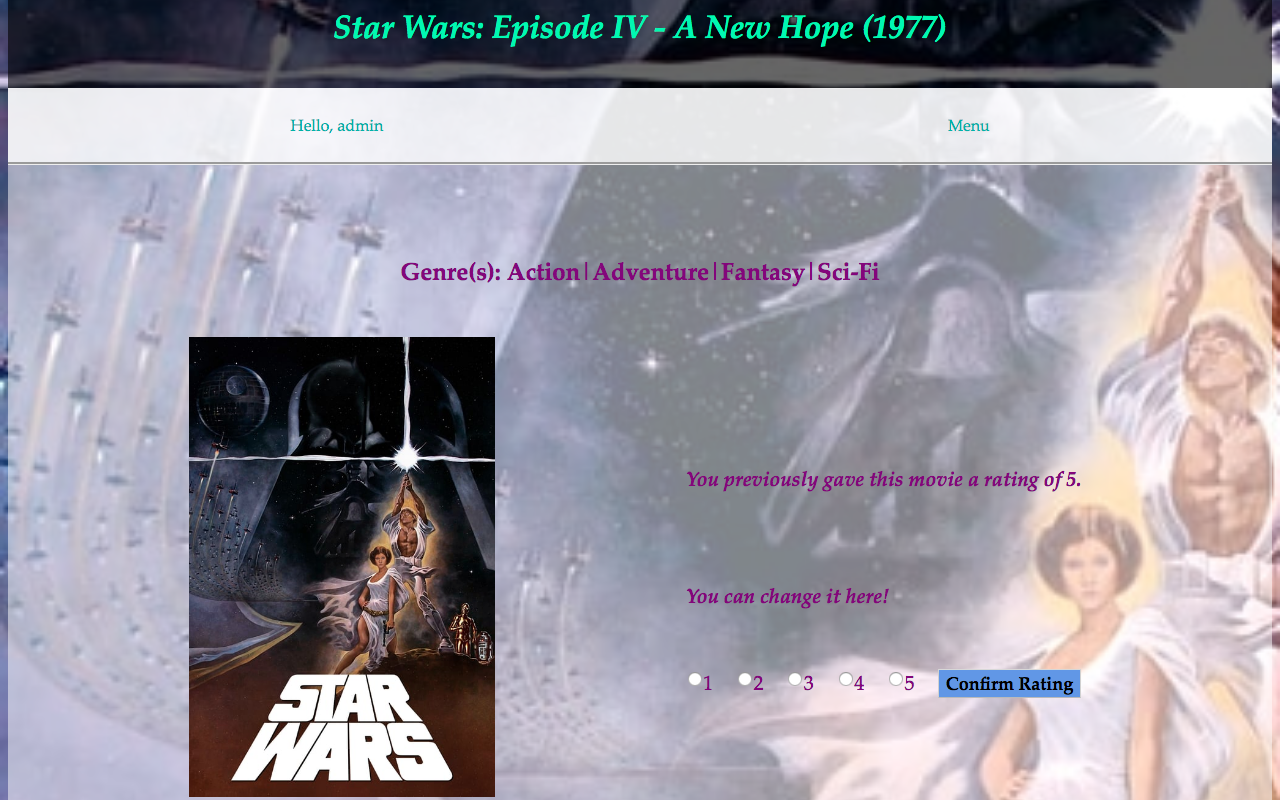 Star Wars: Episode IV - A New Hope (1977)
Hello, admin
Menu
Genre(s): Action|Adventure|Fantasy|Sci-Fi
You previously gave this movie a rating of 5.
You can change it here!
1 2 3 4 5 Confirm Rating
STAR
WARS